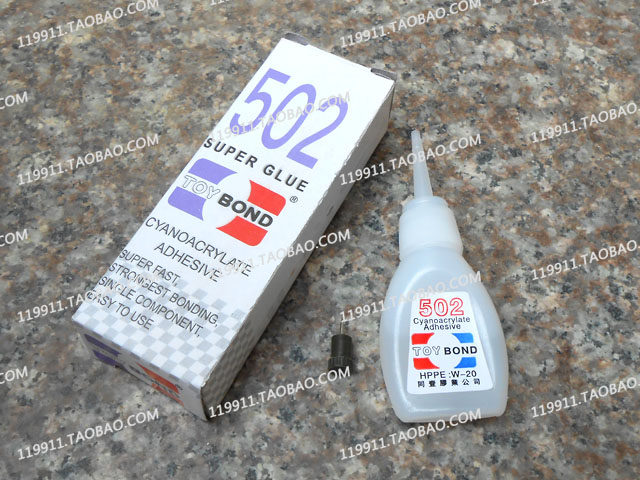 502
SUPER GLUE
TOY BOND®
CYANOACRYLATE
ADHESIVE
SUPER FAST,
STRONGEST BONDING,
SINGLE COMPONENT,
EASY TO USE
502
Cyanoacrylate
Adhesive
TOY BOND
HPPE:W-20
同壹膠業公司
119911.TAOBAO.COM